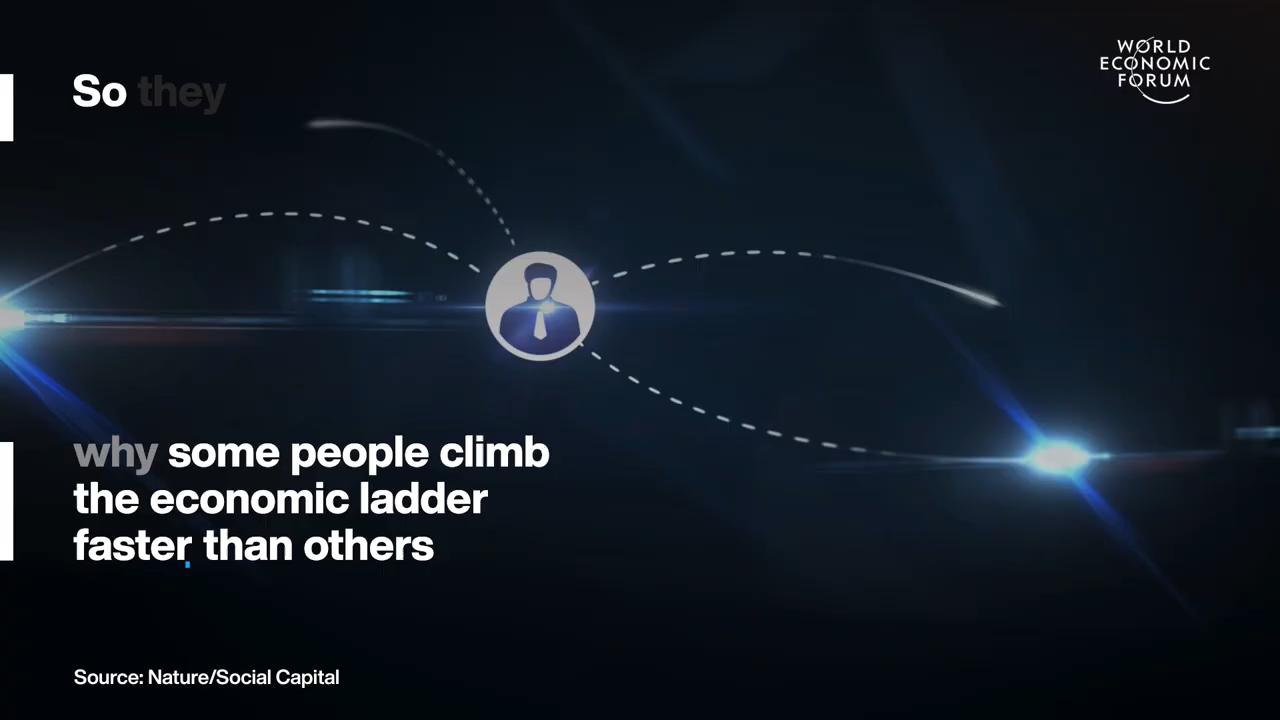 So they
WORLD
ECONOMIC
FORUM
why some people climb
the economic ladder
faster than others
Source: Nature/Social Capital